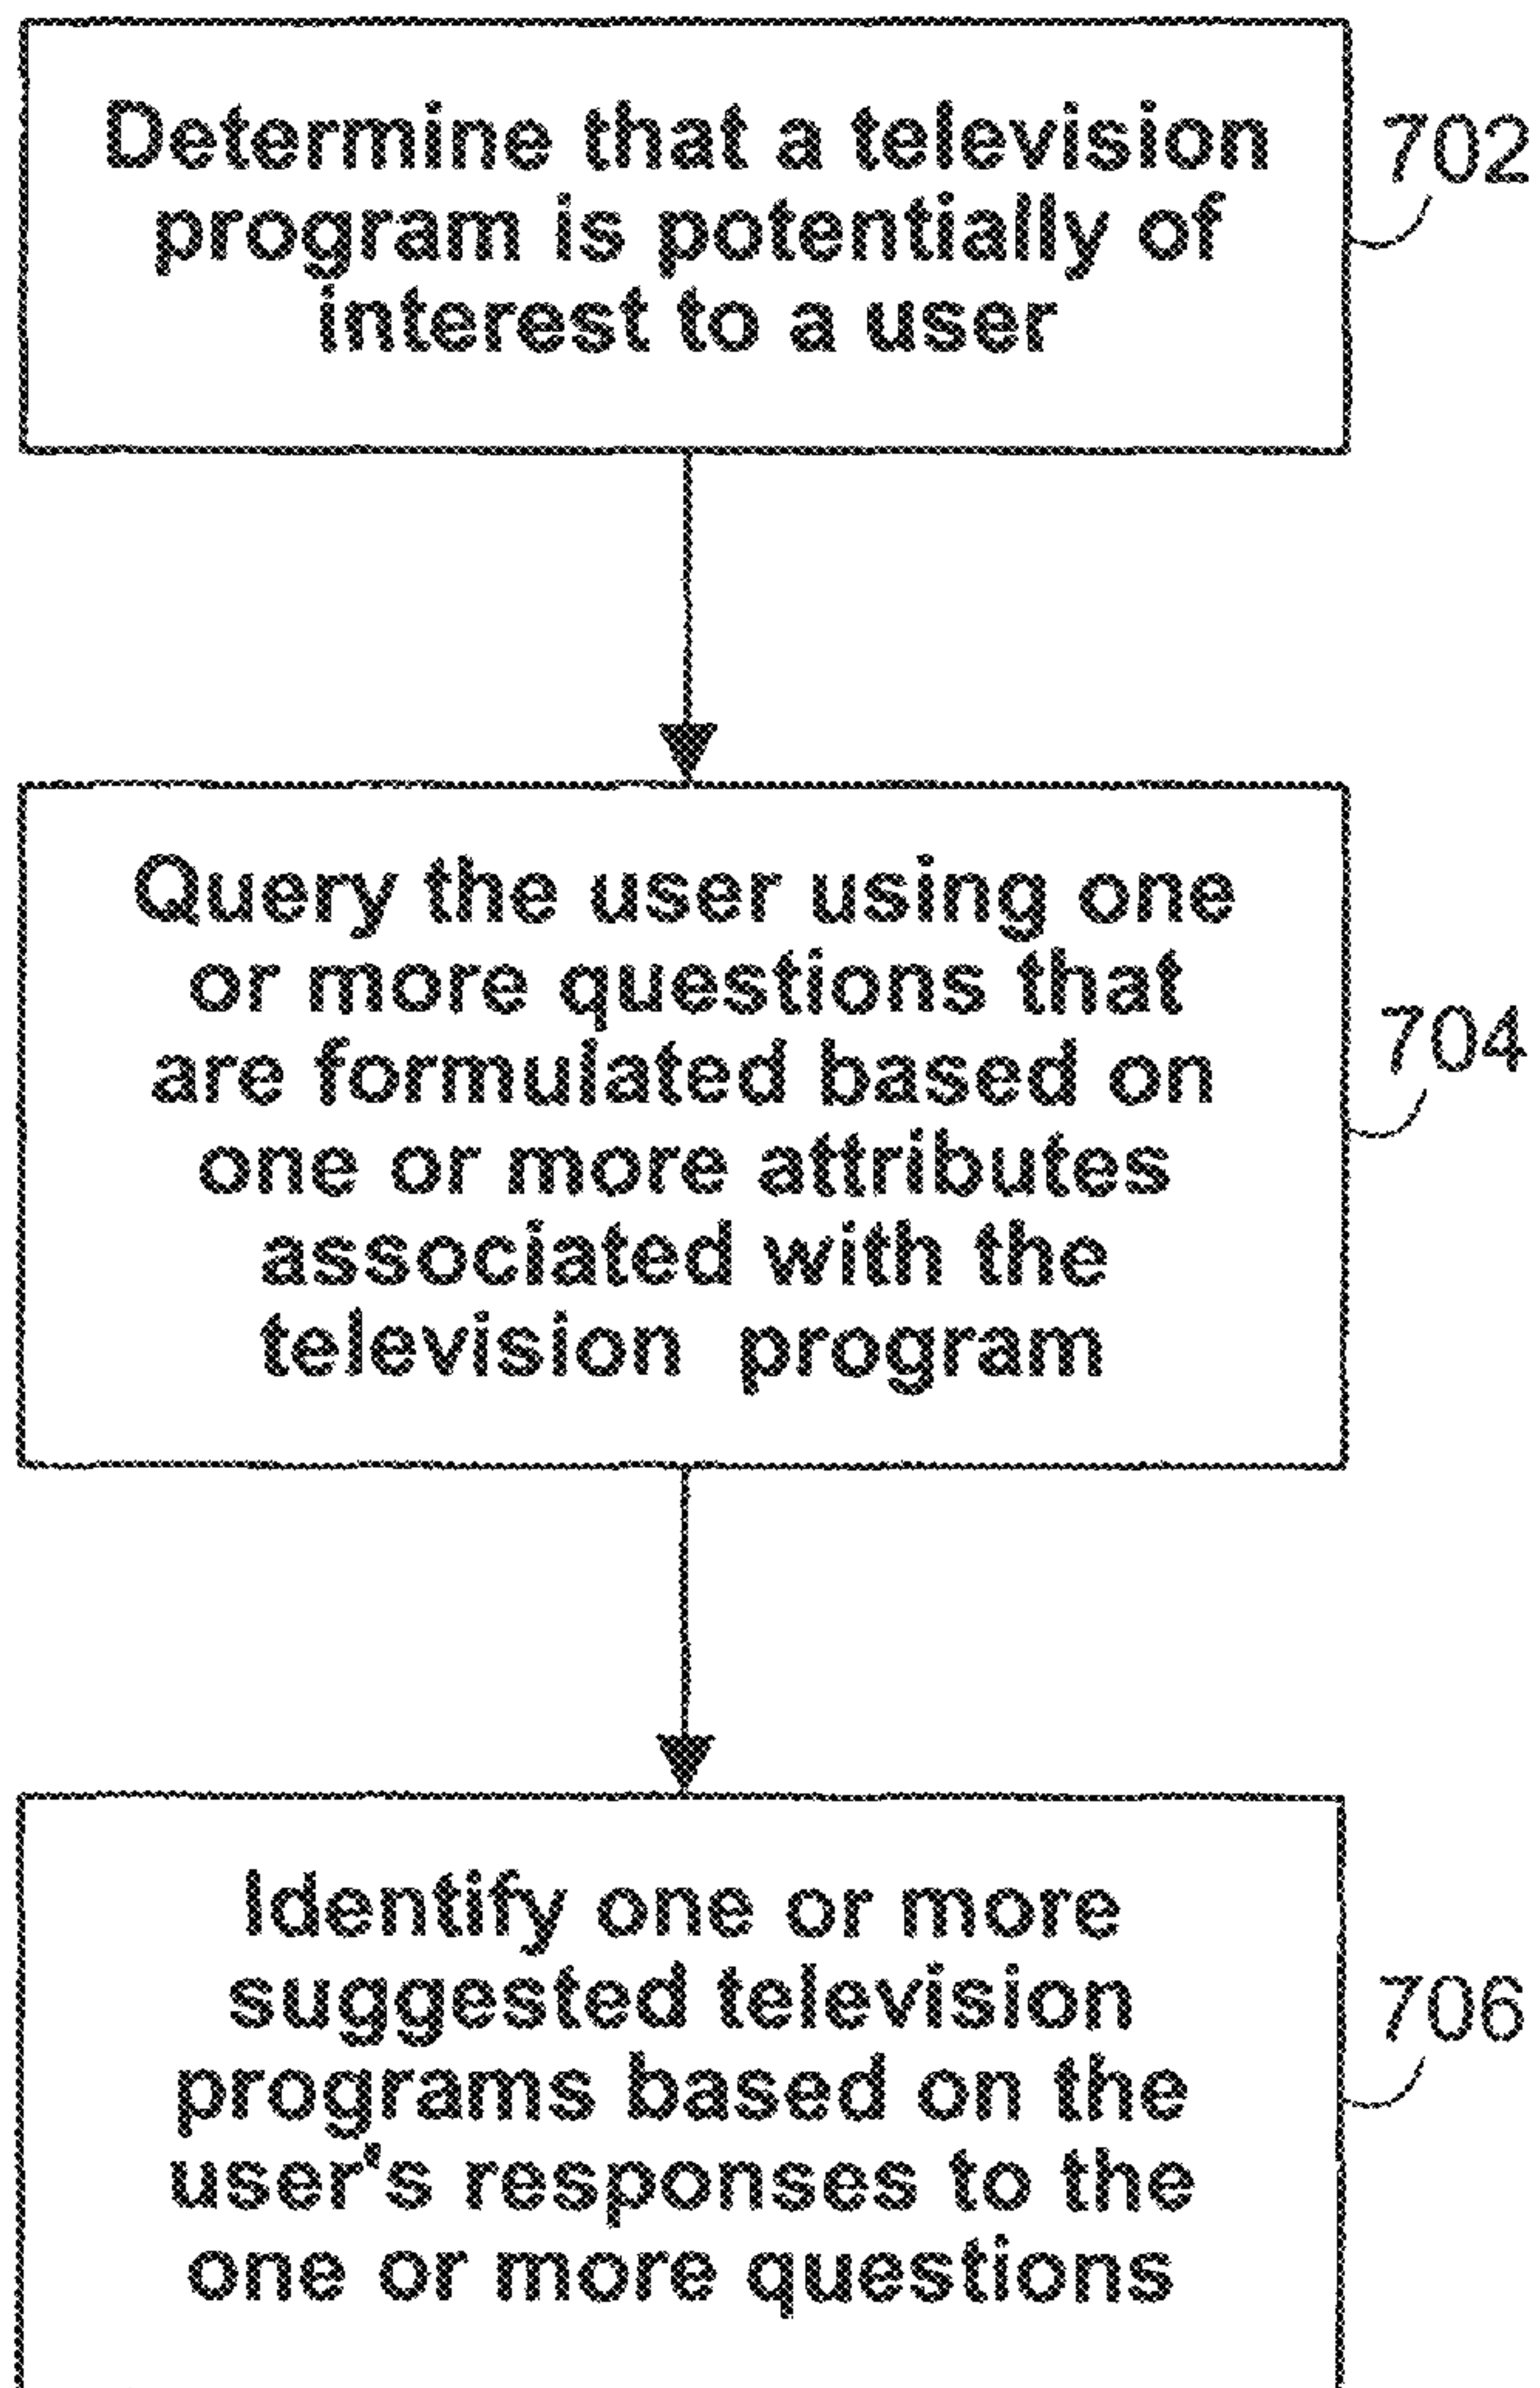 Determine that a television
program is potentially of
interest to a user
702
Query the user using one
or more questions that
are formulated based on
one or more attributes
associated with the
television program
704
Identify one or more
suggested television
programs based on the
user's responses to the
one or more questions
706